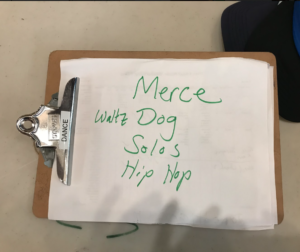 Merce
Waltz Dog
Solos
Hip Hop
DANCE